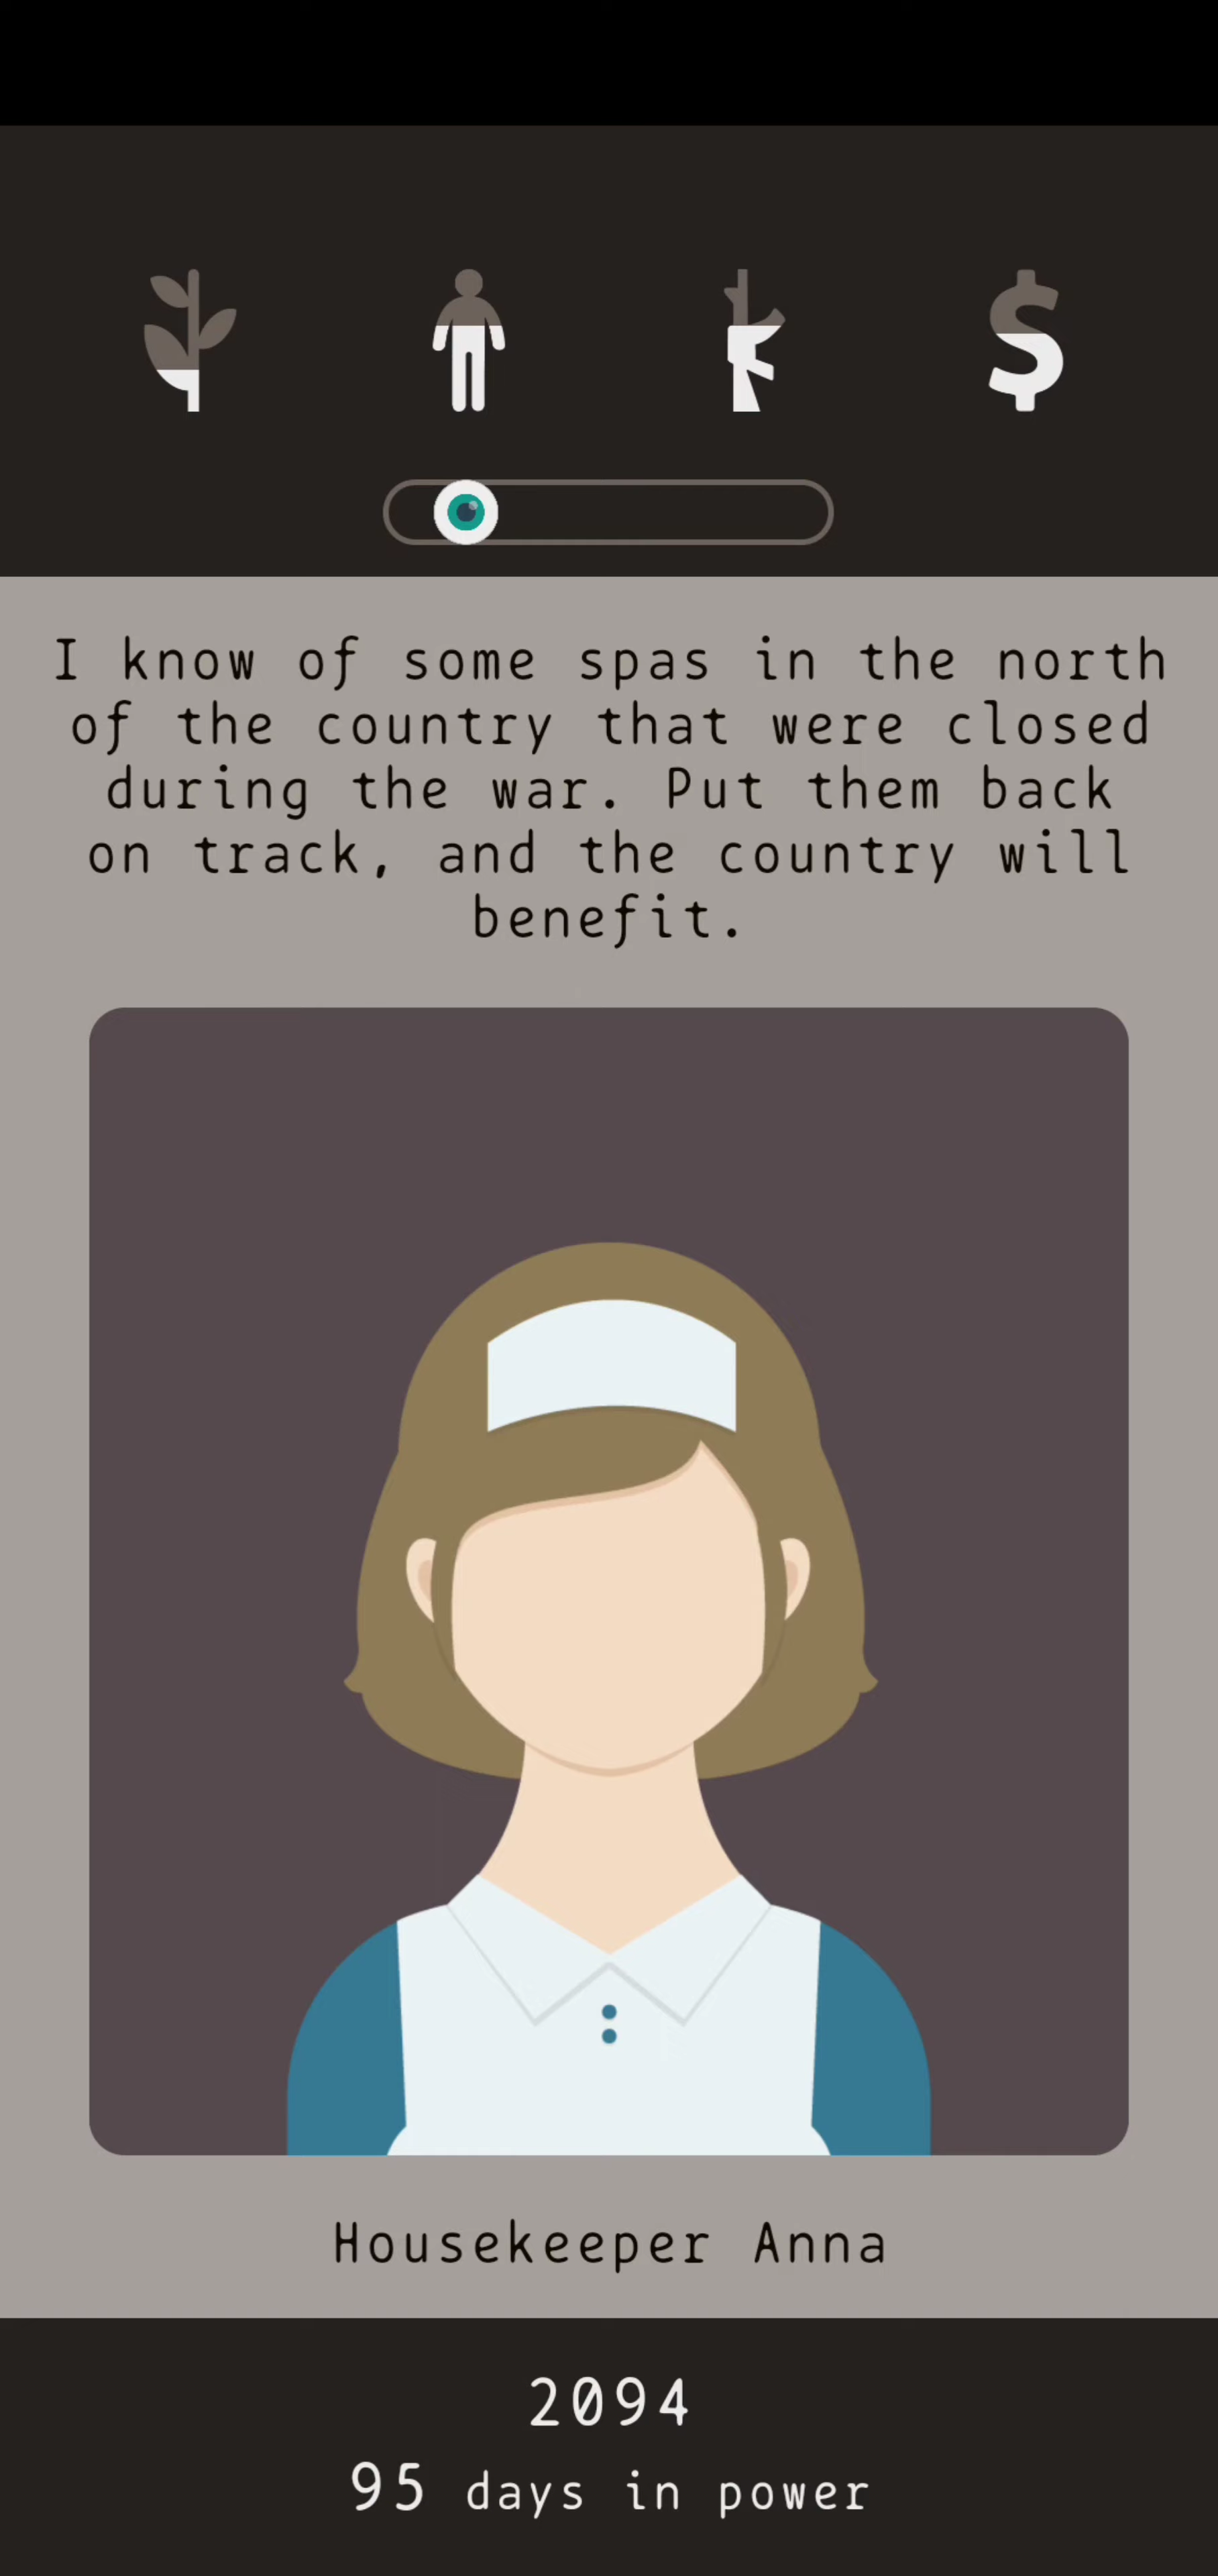 I know of some spas in the north
of the country that were closed
during the war. Put them back
on track, and the country will
benefit.
Housekeeper Anna
2094
95 days in power